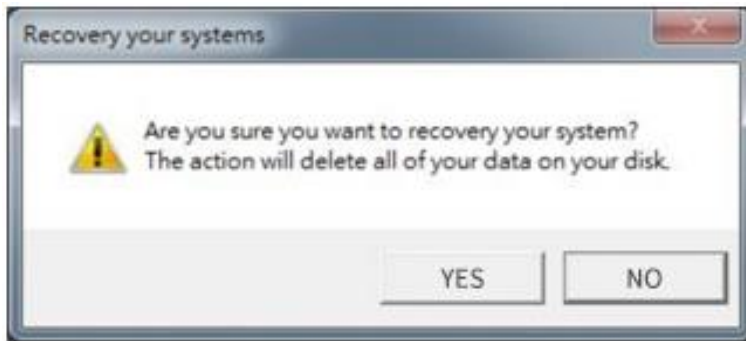 Recovery your systems
Are you sure you want to recovery your system?
The action will delete all of your data on your disk.
YES
NO